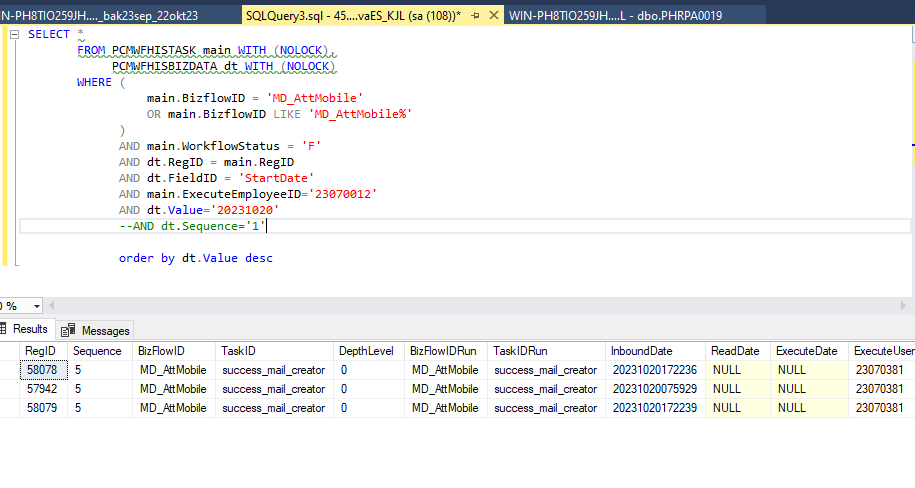 IN-PH8TIO259JH...._bak23sep_22okt23
SQLQuery3.sql - 45....vaES_KJL (sa (108))*
WIN-PH8TIO259JH....L - dbo.PHRPA0019
SELECT *
FROM PCMWFHISTASK main WITH (NOLOCK),
PCMWFHISBIZDATA dt WITH (NOLOCK)
WHERE (
main.BizflowID = 'MD_AttMobile'
OR main.BizflowID LIKE 'MD_AttMobile%'
)
AND main.WorkflowStatus = 'F'
AND dt.RegID = main.RegID
AND dt.FieldID = 'StartDate'
AND main.ExecuteEmployeeID='23070012'
AND dt.Value='20231020'
--AND dt.Sequence='1'
order by dt.Value desc
0 %
Results Messages
RegID Sequence BizFlowID TaskID DepthLevel BizFlowIDRun TaskIDRun InboundDate ReadDate ExecuteDate ExecuteUser
58078 5 MD_AttMobile success_mail_creator 0 MD_AttMobile success_mail_creator 20231020172236 NULL NULL 23070381
57942 5 MD_AttMobile success_mail_creator 0 MD_AttMobile success_mail_creator 20231020075929 NULL NULL 23070381
58079 5 MD_AttMobile success_mail_creator 0 MD_AttMobile success_mail_creator 20231020172239 NULL NULL 23070381